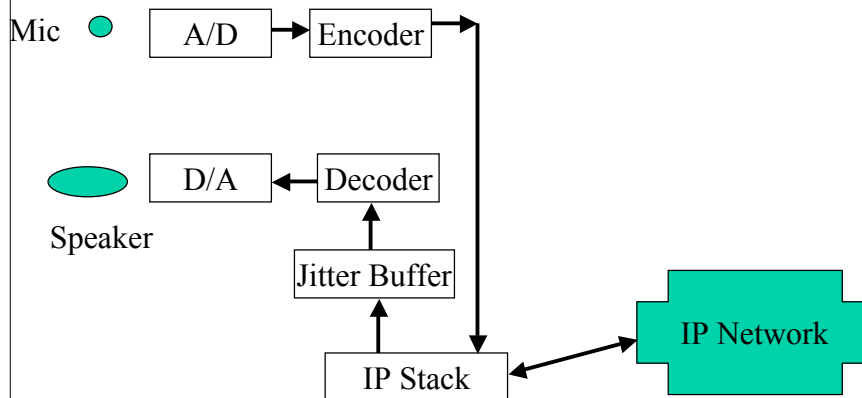 Mic
A/D
Encoder
D/A
Decoder
Speaker
Jitter Buffer
IP Network
IP Stack